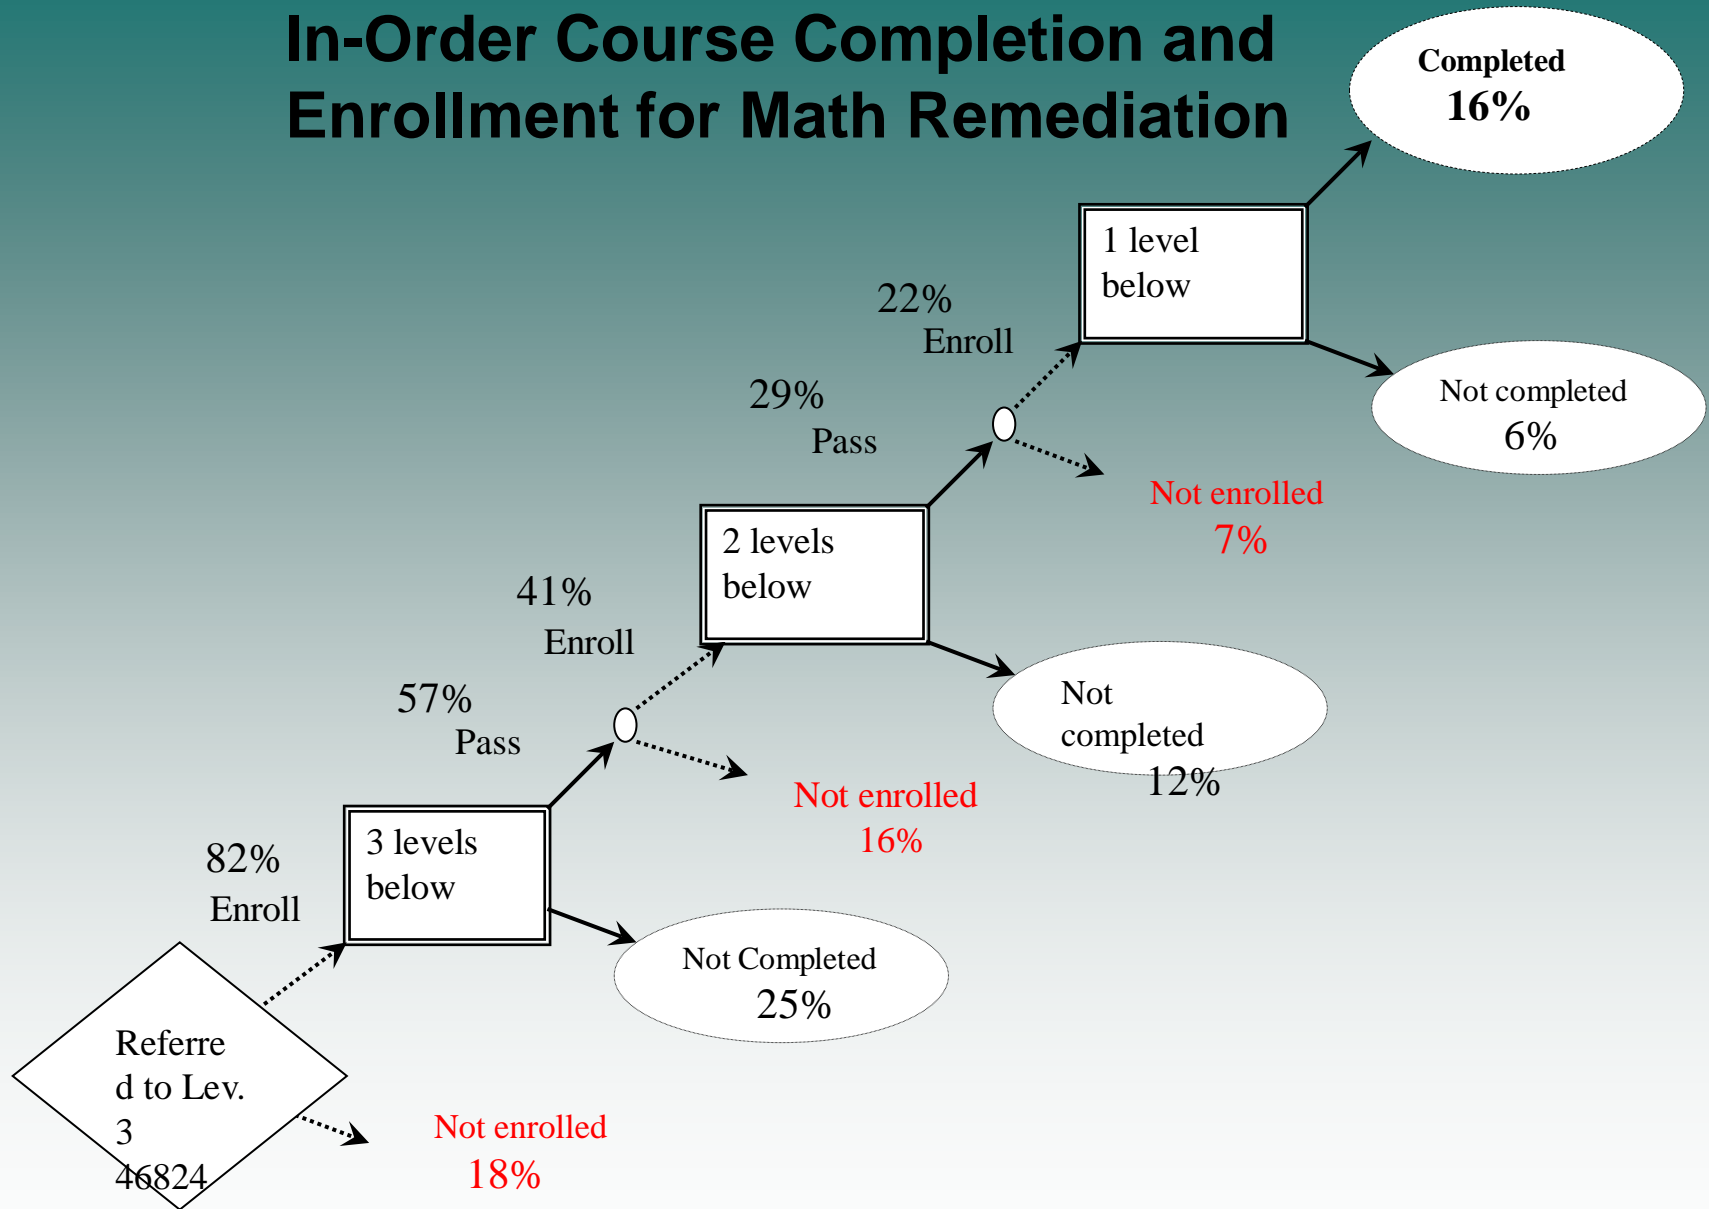 In-Order Course Completion and
Enrollment for Math Remediation
Completed
16%
1 level
below
22%
Enroll
Not completed
6%
29%
Pass
Not enrolled
7%
2 levels
below
41%
Enroll
Not
completed
12%
57%
Pass
Not enrolled
16%
3 levels
below
82%
Enroll
Not Completed
25%
Referre
d to Lev.
3
46824
Not enrolled
18%